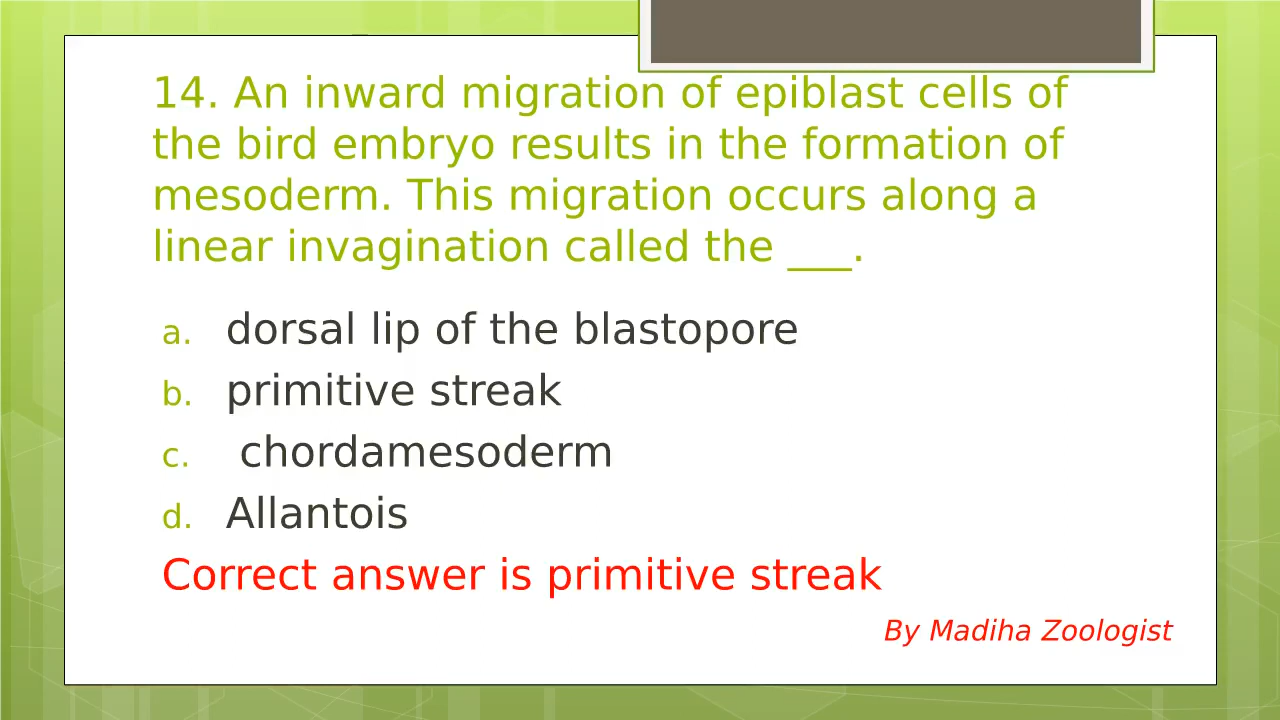 14. An inward migration of epiblast cells of
the bird embryo results in the formation of
mesoderm. This migration occurs along a
linear invagination called the ___.
a. dorsal lip of the blastopore
b. primitive streak
c. chordamesoderm
d. Allantois
Correct answer is primitive streak
By Madiha Zoologist